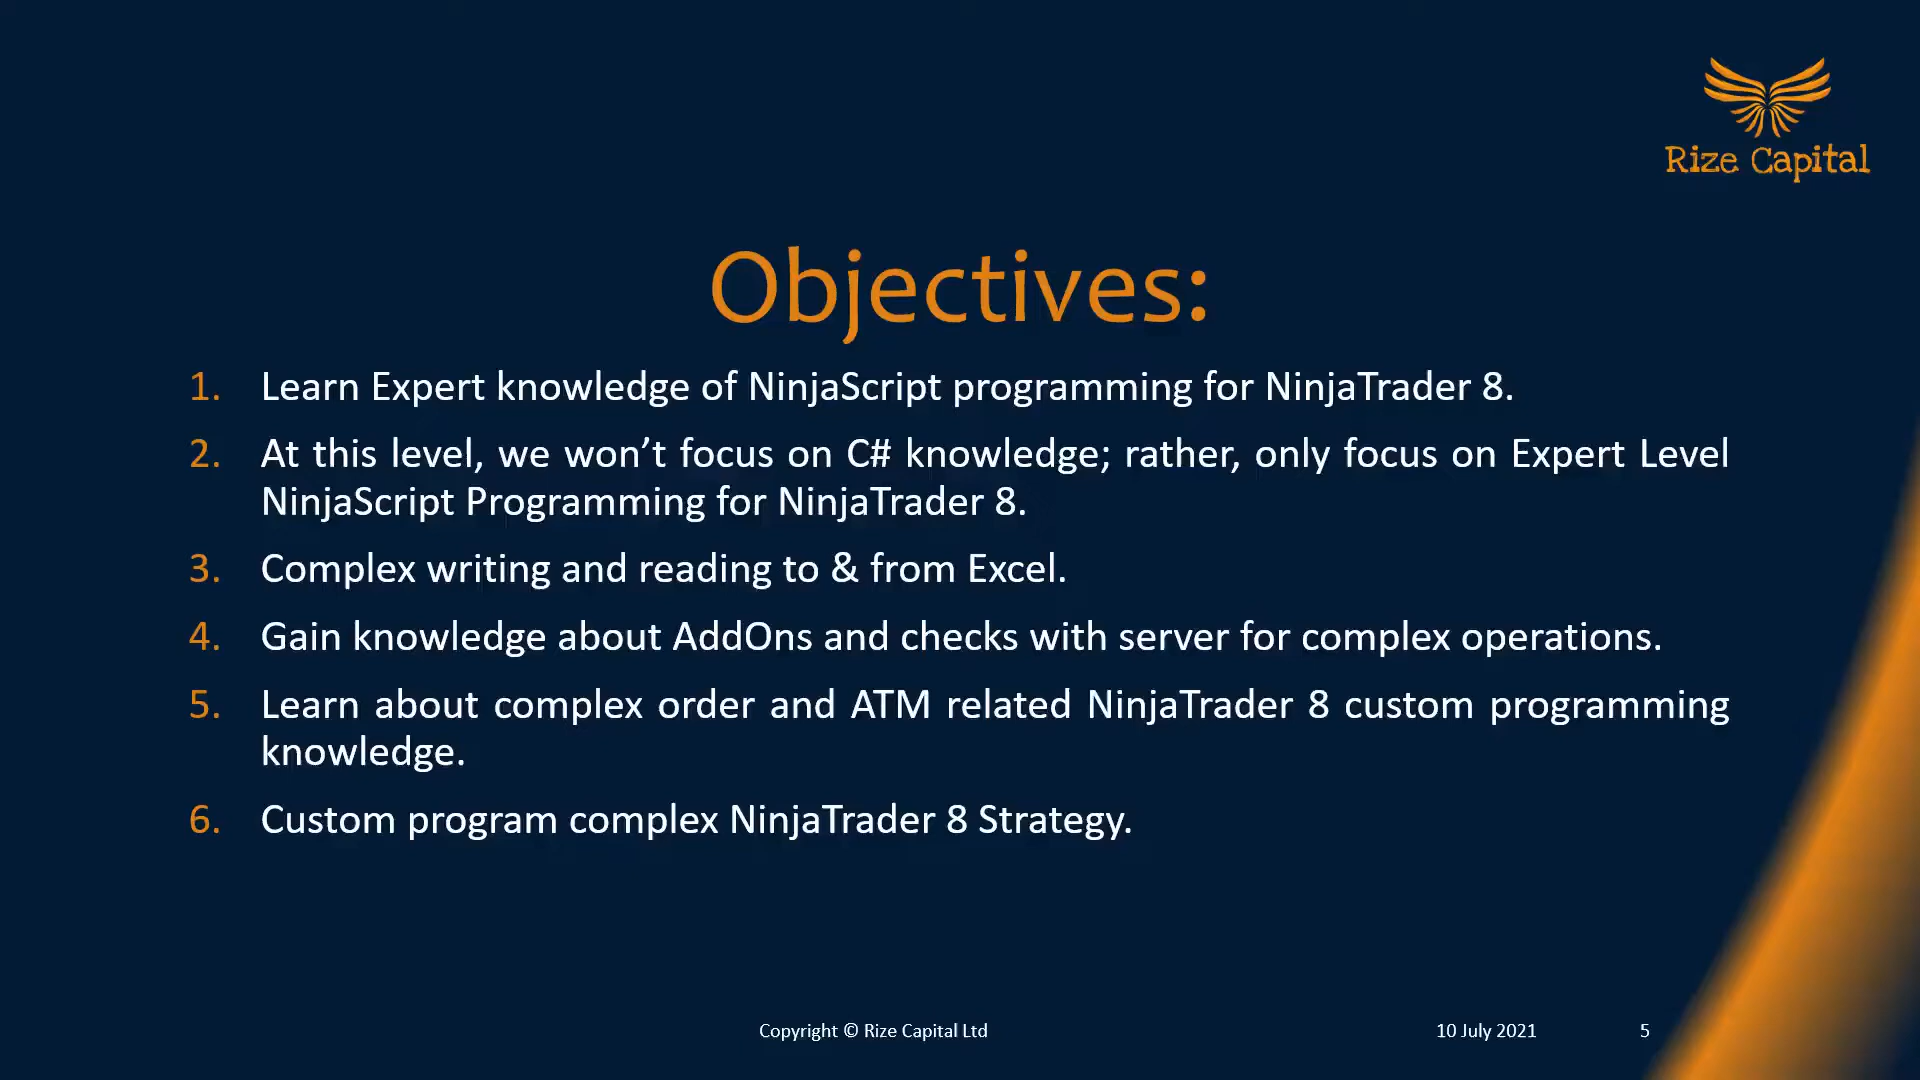 Rize Capital
Objectives:
1. Learn Expert knowledge of NinjaScript programming for NinjaTrader 8.
2. At this level, we won’t focus on C# knowledge; rather, only focus on Expert Level
NinjaScript Programming for NinjaTrader 8.
3. Complex writing and reading to & from Excel.
4. Gain knowledge about AddOns and checks with server for complex operations.
5. Learn about complex order and ATM related NinjaTrader 8 custom programming
knowledge.
6. Custom program complex NinjaTrader 8 Strategy.
Copyright © Rize Capital Ltd
10 July 2021
5